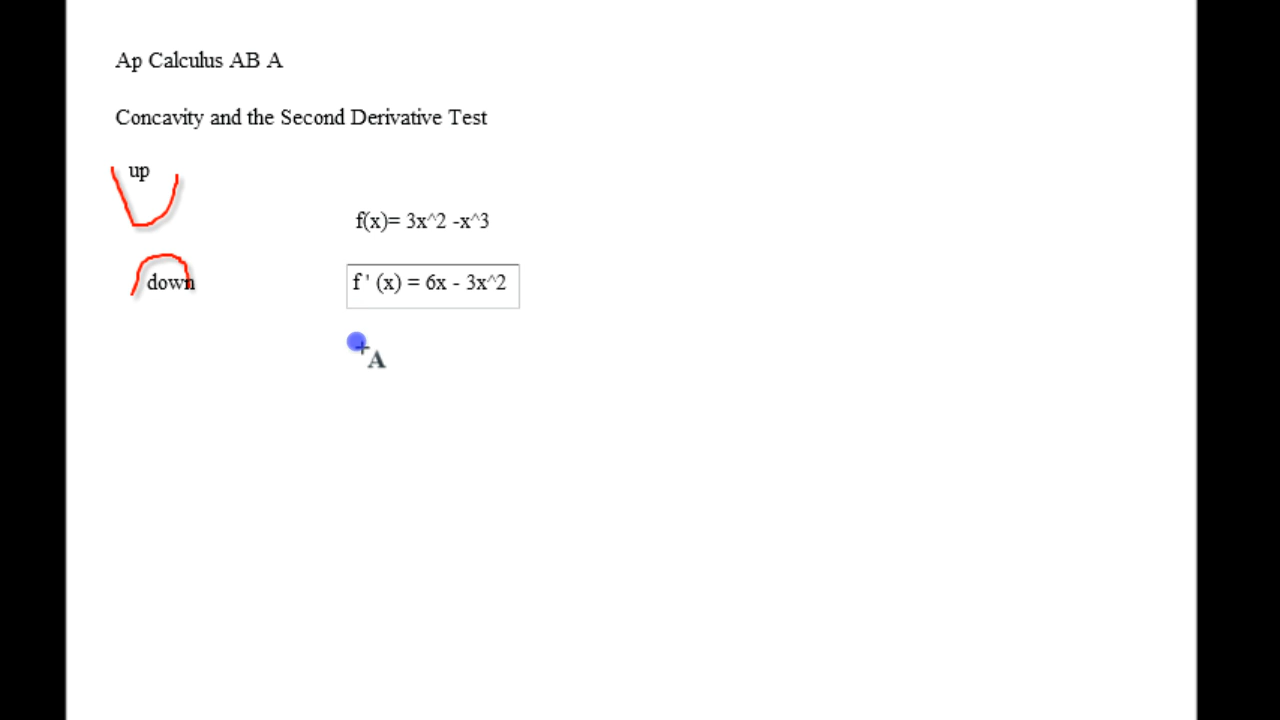 Ap Calculus AB A
Concavity and the Second Derivative Test
up
f(x)= 3x^2 -x^3
down
f ' (x) = 6x - 3x^2
A